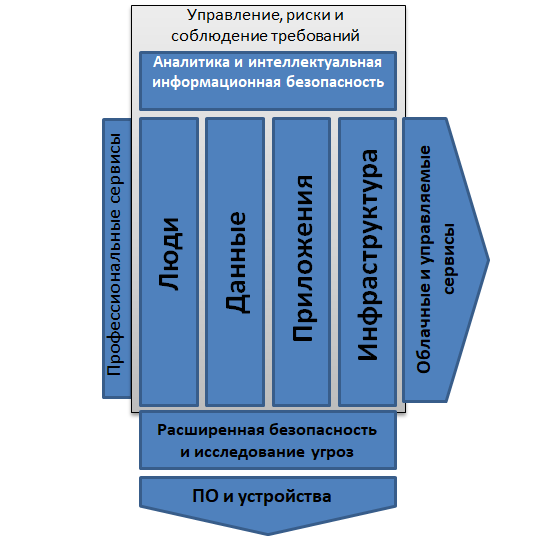 Управление, риски и
соблюдение требований
Аналитика и интеллектуальная
информационная безопасность
Профессиональные сервисы
Люди
Данные
Приложения
Инфраструктура
Облачные и управляемые
сервисы
Расширенная безопасность
и исследование угроз
ПО и устройства